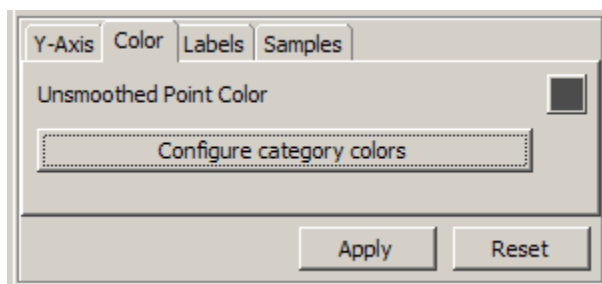 Y-Axis Color Labels Samples
Unsmoothed Point Color
Configure category colors
Apply Reset